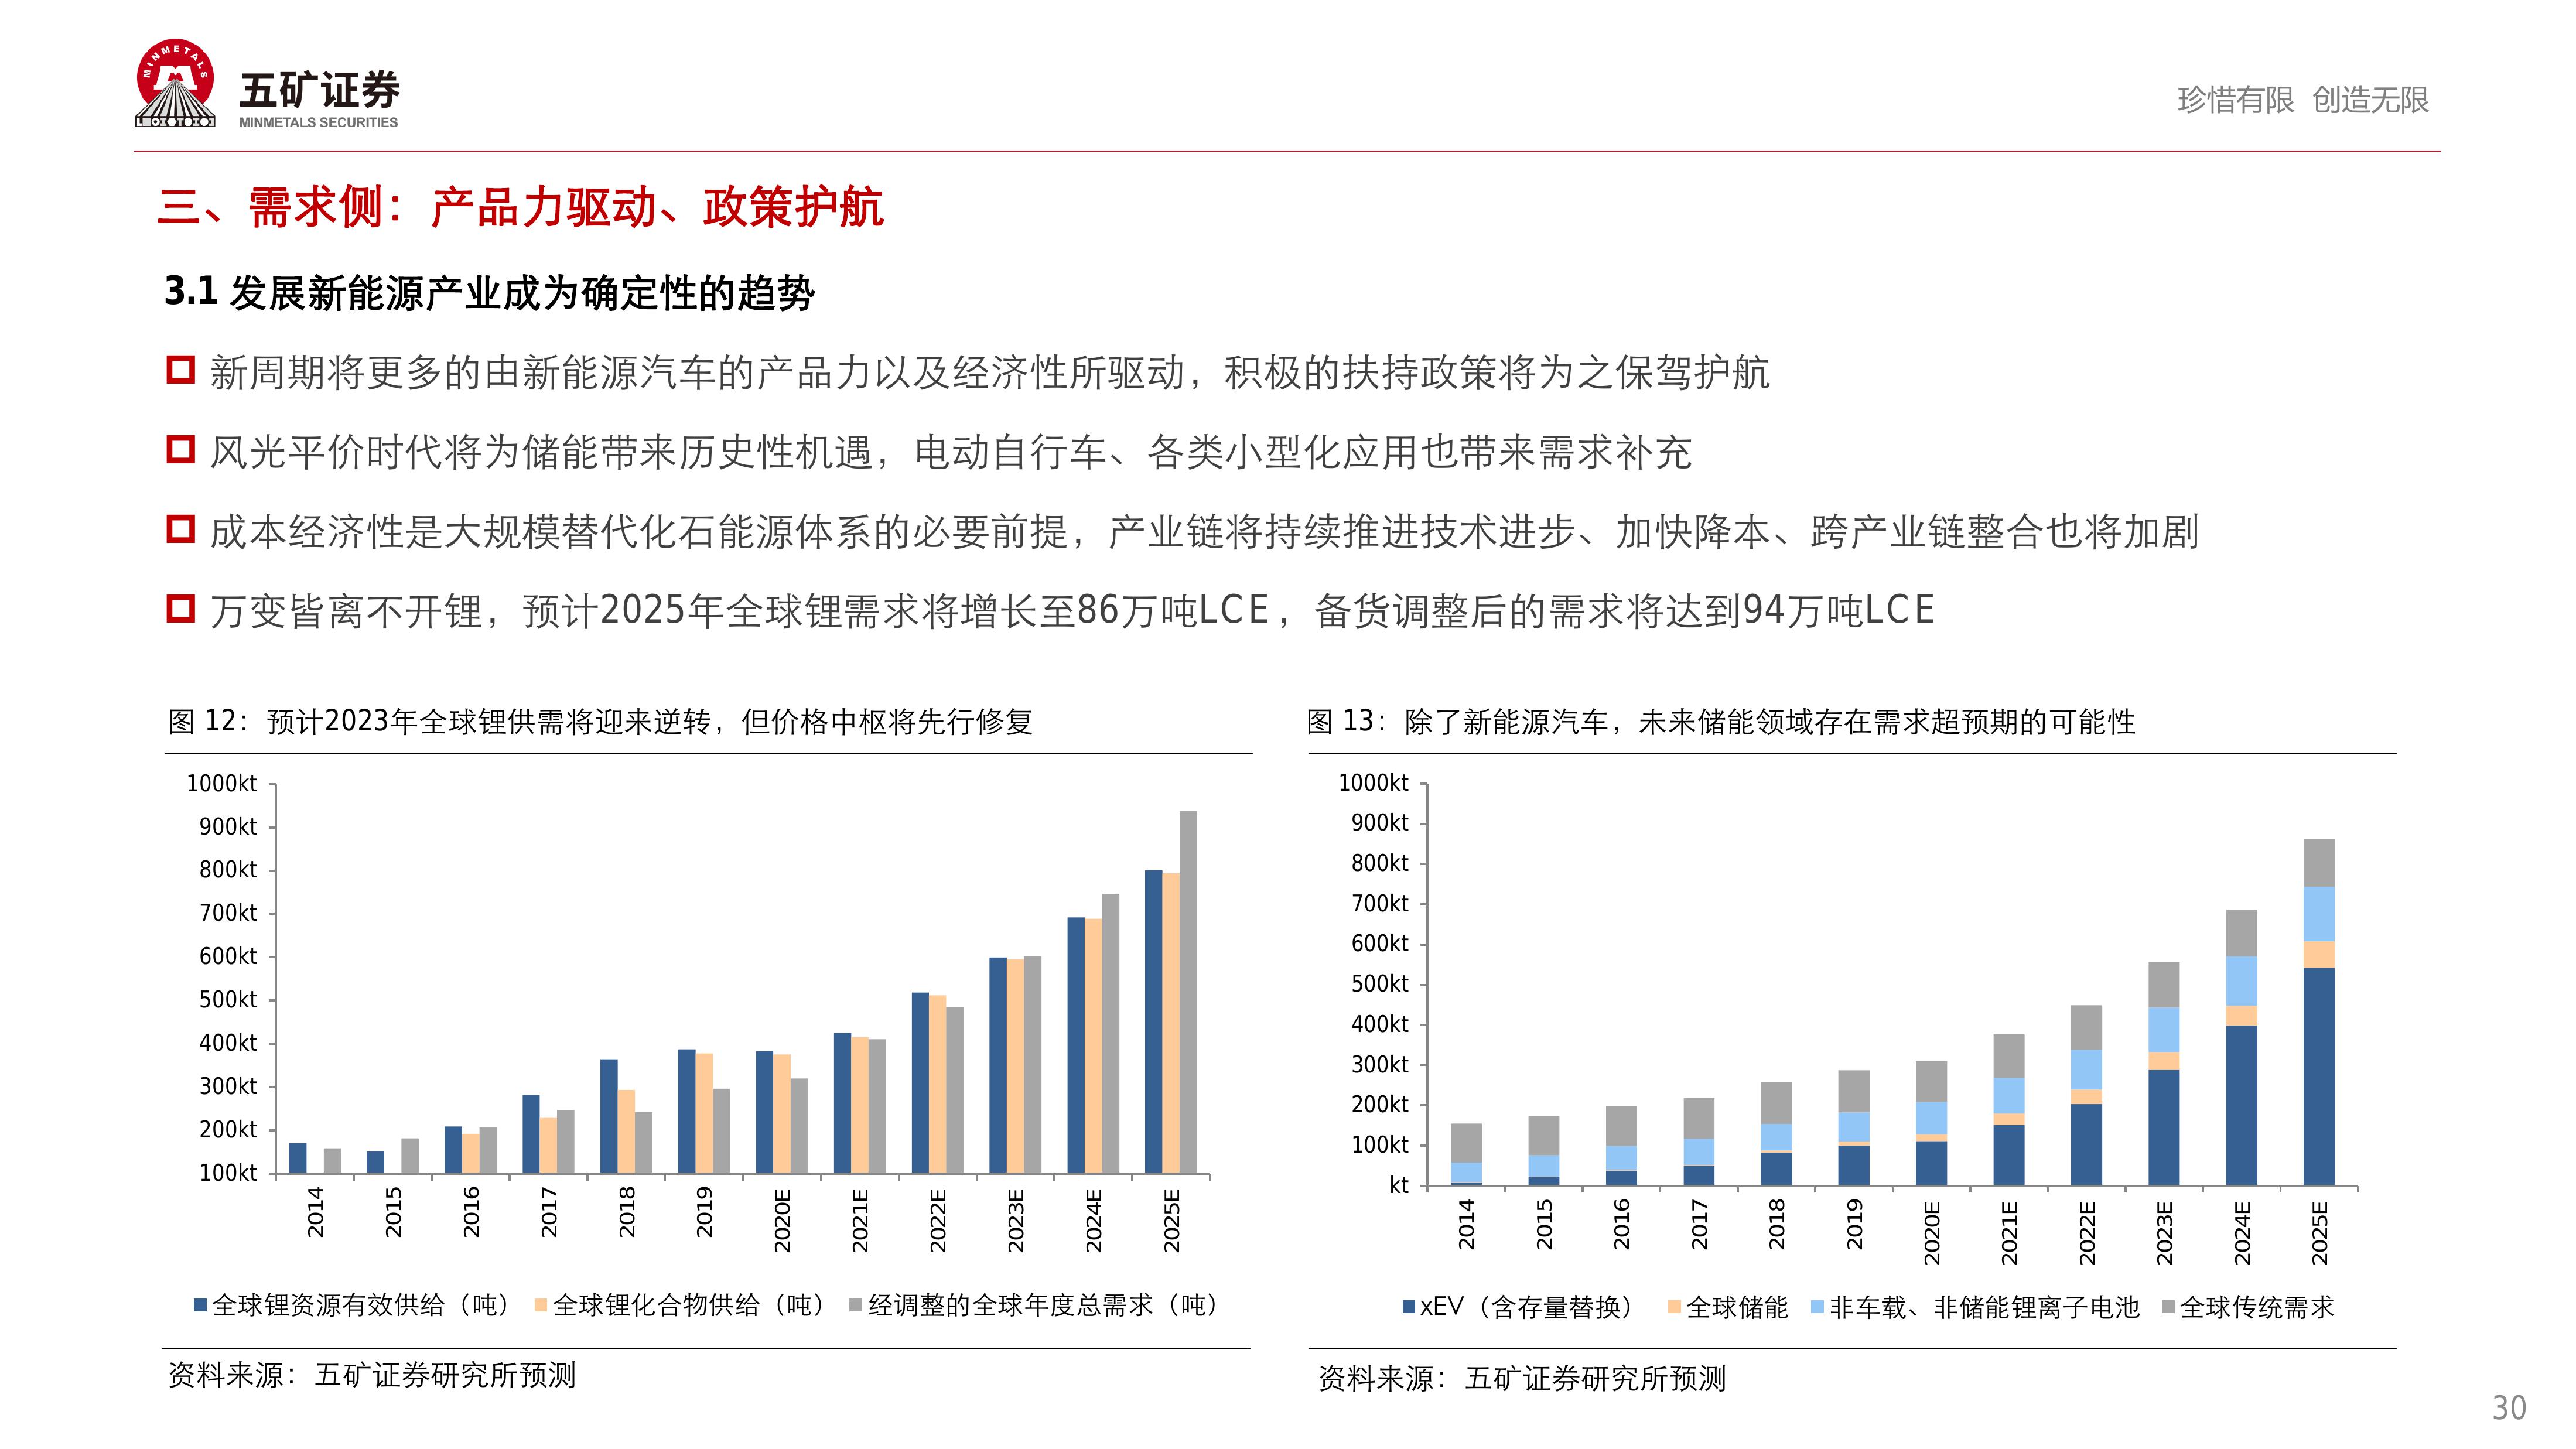 MINMETALS
五矿证券
MINMETALS SECURITIES
珍惜有限 创造无限
三、需求侧：产品力驱动、政策护航
3.1 发展新能源产业成为确定性的趋势
新周期将更多的由新能源汽车的产品力以及经济性所驱动，积极的扶持政策将为之保驾护航
风光平价时代将为储能带来历史性机遇，电动自行车、各类小型化应用也带来需求补充
成本经济性是大规模替代化石能源体系的必要前提，产业链将持续推进技术进步、加快降本、跨产业链整合也将加剧
万变皆离不开锂，预计2025年全球锂需求将增长至86万吨LCE，备货调整后的需求将达到94万吨LCE
图 12：预计2023年全球锂供需将迎来逆转，但价格中枢将先行修复
1000kt
900kt
800kt
700kt
600kt
500kt
400kt
300kt
200kt
100kt
2014 2015 2016 2017 2018 2019 2020E 2021E 2022E 2023E 2024E 2025E
全球锂资源有效供给（吨） 全球锂化合物供给（吨） 经调整的全球年度总需求（吨）
资料来源：五矿证券研究所预测
图 13：除了新能源汽车，未来储能领域存在需求超预期的可能性
1000kt
900kt
800kt
700kt
600kt
500kt
400kt
300kt
200kt
100kt
kt
2014 2015 2016 2017 2018 2019 2020E 2021E 2022E 2023E 2024E 2025E
xEV（含存量替换） 全球储能 非车载、非储能锂离子电池 全球传统需求
资料来源：五矿证券研究所预测
30